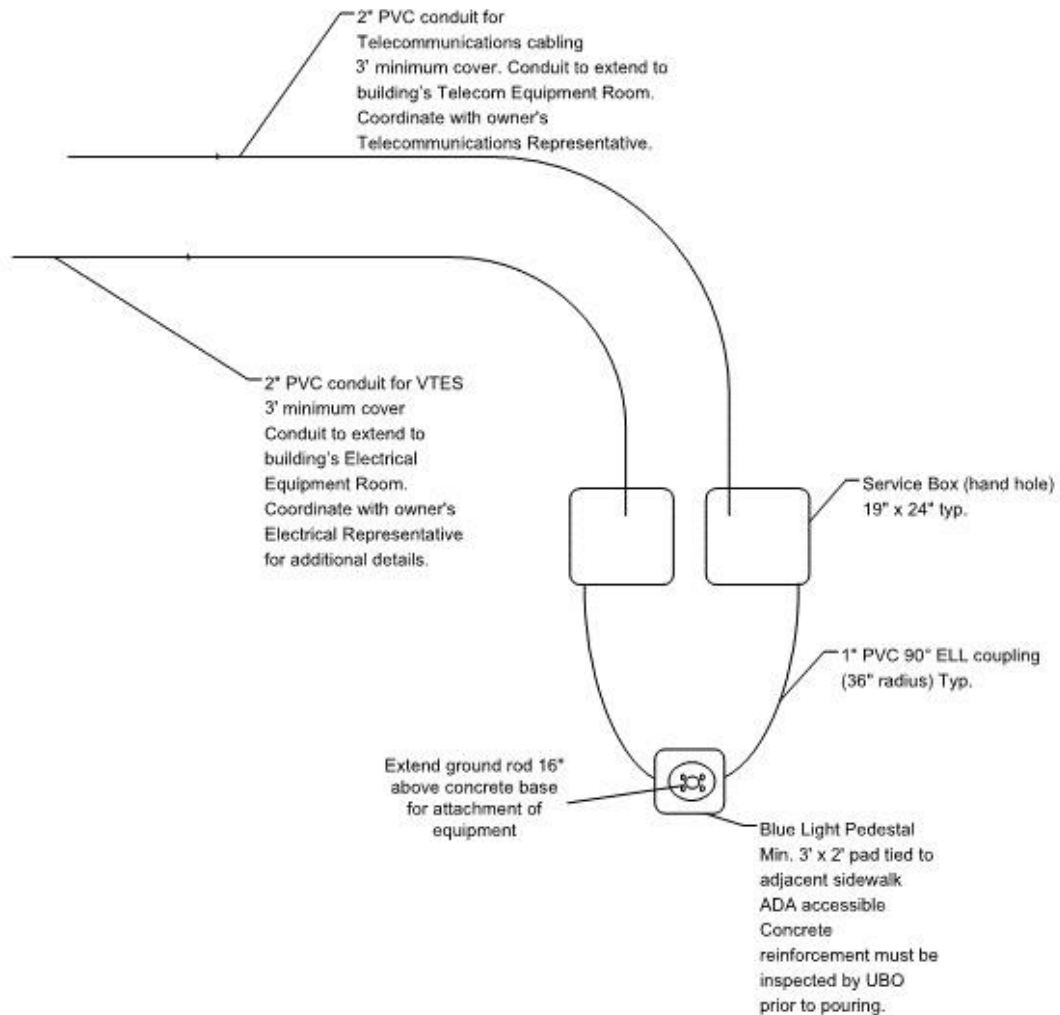 2" PVC conduit for
Telecommunications cabling
3' minimum cover. Conduit to extend to
building's Telecom Equipment Room.
Coordinate with owner's
Telecommunications Representative.
2" PVC conduit for VTES
3' minimum cover
Conduit to extend to
building's Electrical
Equipment Room.
Coordinate with owner's
Electrical Representative
for additional details.
Service Box (hand hole)
19" x 24" typ.
1" PVC 90° ELL coupling
(36" radius) Typ.
Extend ground rod 16"
above concrete base
for attachment of
equipment
Blue Light Pedestal
Min. 3' x 2' pad tied to
adjacent sidewalk
ADA accessible
Concrete
reinforcement must be
inspected by UBO
prior to pouring.